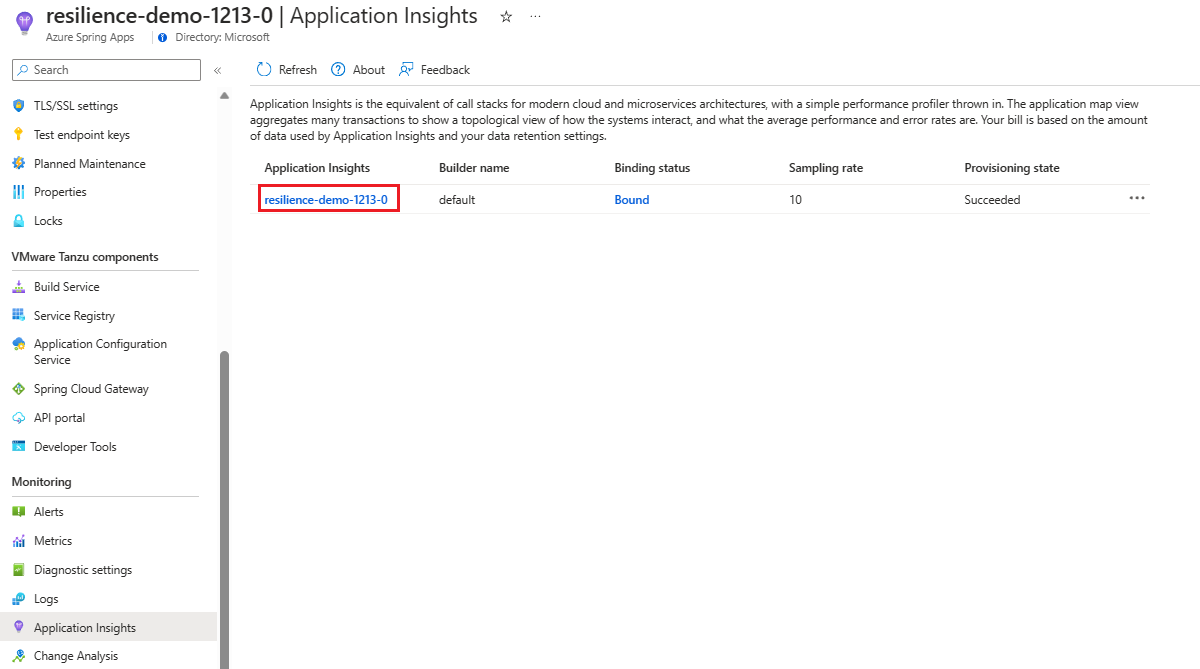 resilience-demo-1213-0 | Application Insights ☆ ...
Azure Spring Apps | Directory: Microsoft
Search «
TLS/SSL settings
Test endpoint keys
Planned Maintenance
Properties
Locks
VMware Tanzu components
Build Service
Service Registry
Application Configuration
Service
Spring Cloud Gateway
API portal
Developer Tools
Monitoring
Alerts
Metrics
Diagnostic settings
Logs
Application Insights
Change Analysis
Refresh About Feedback
Application Insights is the equivalent of call stacks for modern cloud and microservices architectures, with a simple performance profiler thrown in. The application map view
aggregates many transactions to show a topological view of how the systems interact, and what the average performance and error rates are. Your bill is based on the amount
of data used by Application Insights and your data retention settings.
Application Insights Builder name Binding status Sampling rate Provisioning state
resilience-demo-1213-0 default Bound 10 Succeeded ...